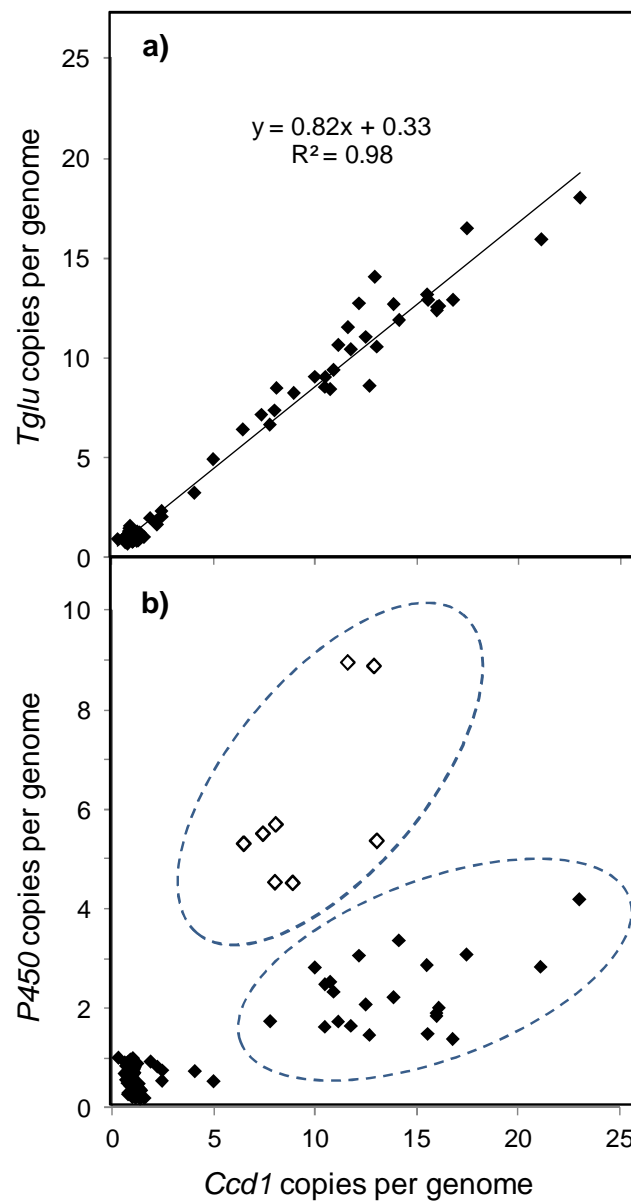 a)
y = 0.82x + 0.33
R² = 0.98
25
20
15
10
5
0
Tglu copies per genome
b)
10
8
6
4
2
0
P450 copies per genome
0 5 10 15 20 25
Ccd1 copies per genome